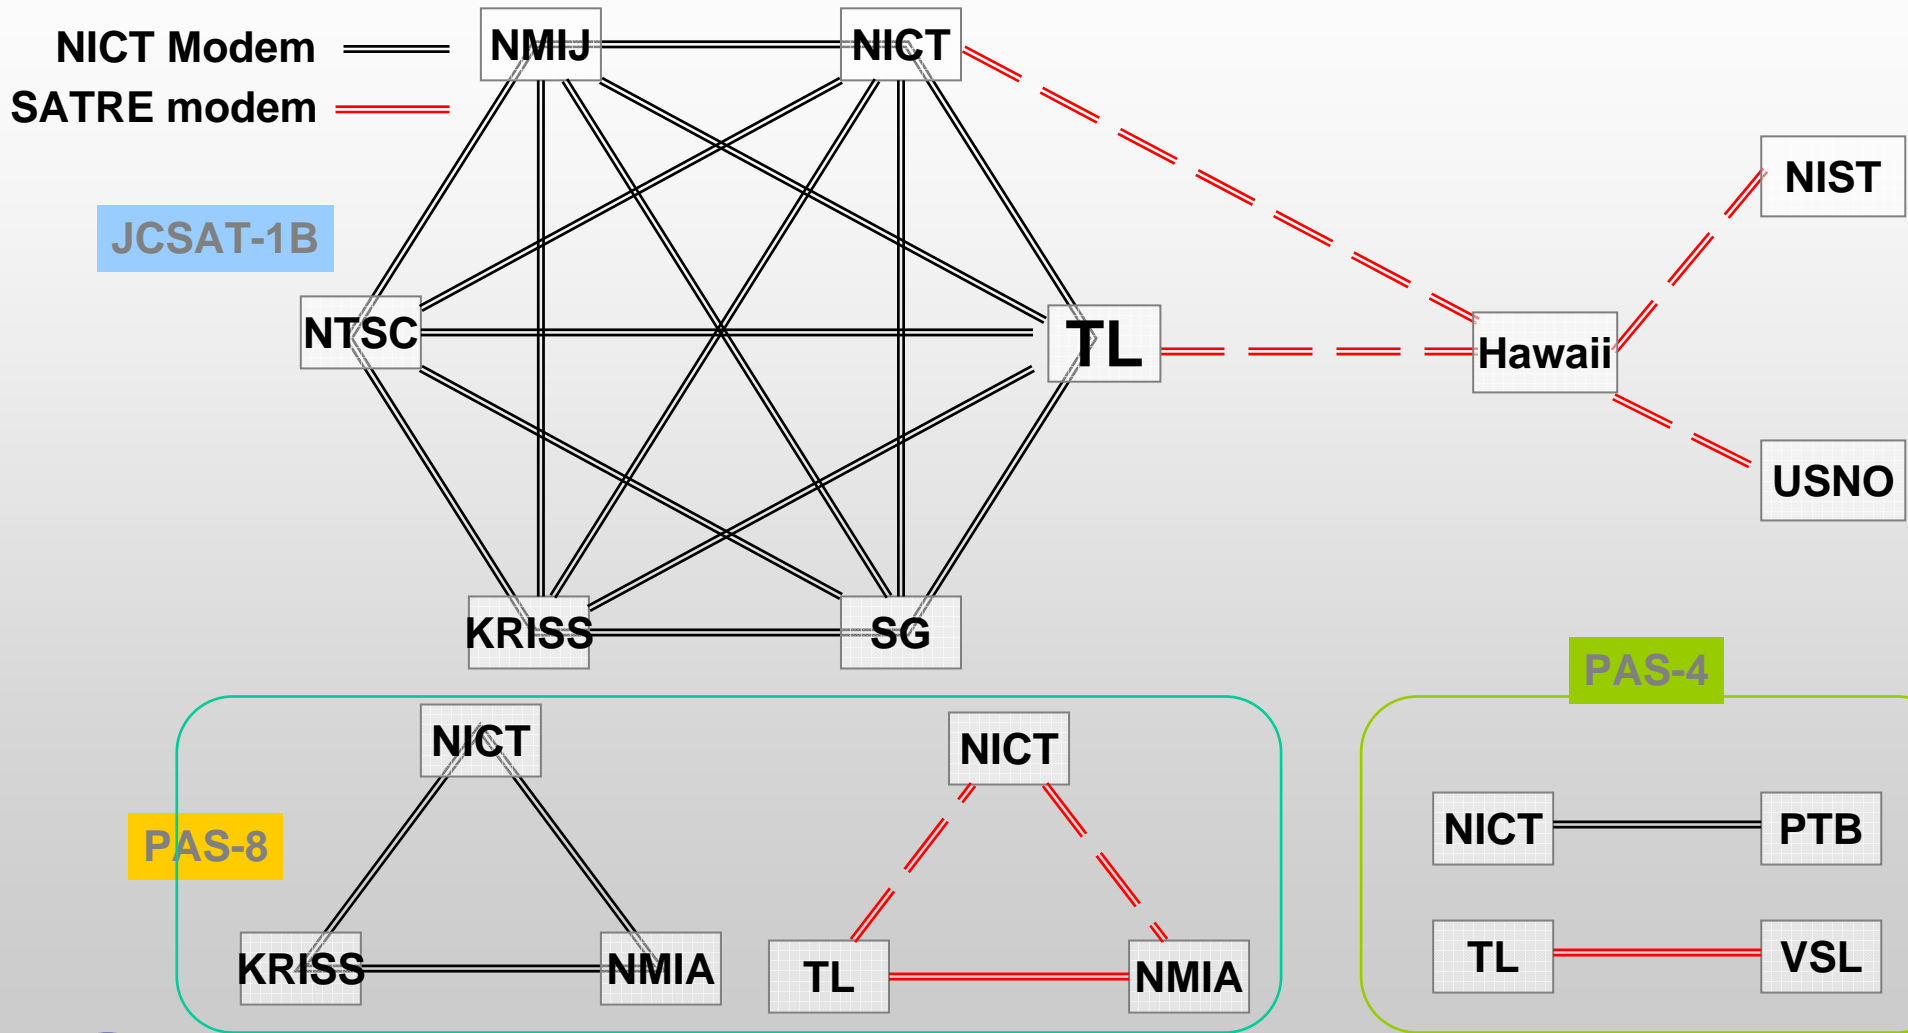 NICT Modem
SATRE modem
NMIJ
NICT
NIST
JCSAT-1B
NTSC
TL
Hawaii
USNO
KRISS
SG
PAS-4
NICT
NICT
PAS-8
NICT
PTB
KRISS
NMIA
TL
NMIA
TL
VSL